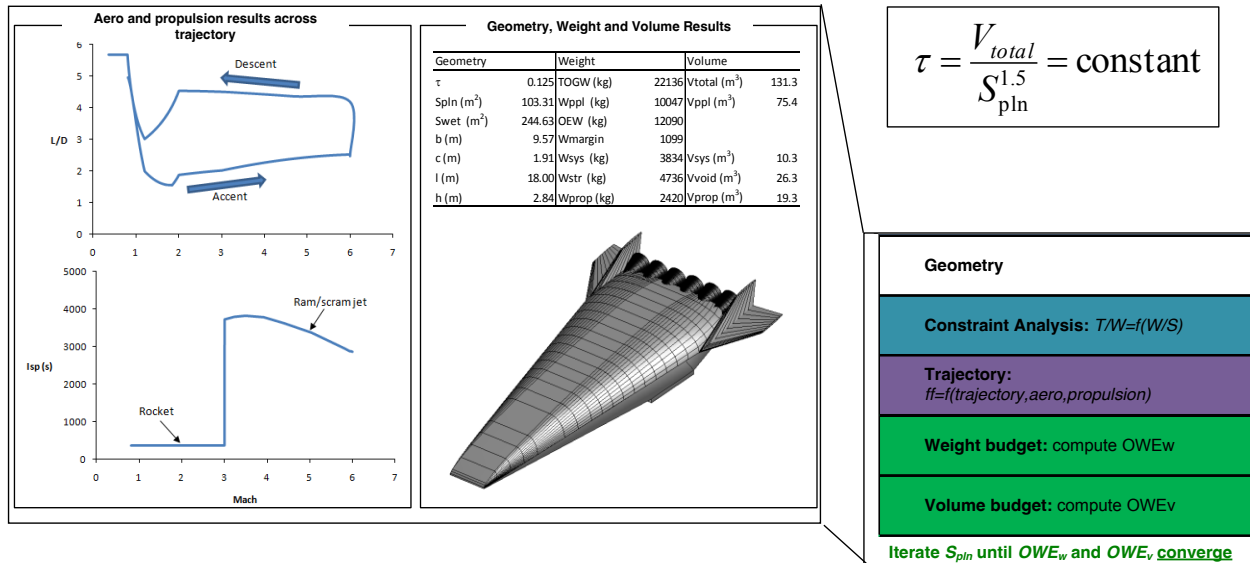 Aero and propulsion results across
trajectory
6
5
4
3
2
1
0
L/D
Descent
Accent
0 1 2 3 4 5 6 7
5000
4000
3000
2000
1000
0
Isp (s)
Ram/scram jet
Rocket
0 1 2 3 4 5 6 7
Mach
Geometry, Weight and Volume Results
Geometry Weight Volume
τ 0.125 TOGW (kg) 22136 Vtotal (m³) 131.3
Spln (m²) 103.31 Wppl (kg) 10047 Vppl (m³) 75.4
Swet (m²) 244.63 OEW (kg) 12090
b (m) 9.57 Wmargin 1099
c (m) 1.91 Wsys (kg) 3834 Vsys (m³) 10.3
l (m) 18.00 Wstr (kg) 4736 Vvoid (m³) 26.3
h (m) 2.84 Wprop (kg) 2420 Vprop (m³) 19.3
τ = V_total / S_pln^1.5 = constant
Geometry
Constraint Analysis: T/W=f(W/S)
Trajectory:
ff=f(trajectory,aero,propulsion)
Weight budget: compute OWEw
Volume budget: compute OWEv
Iterate S_pln until OWE_w and OWE_v converge